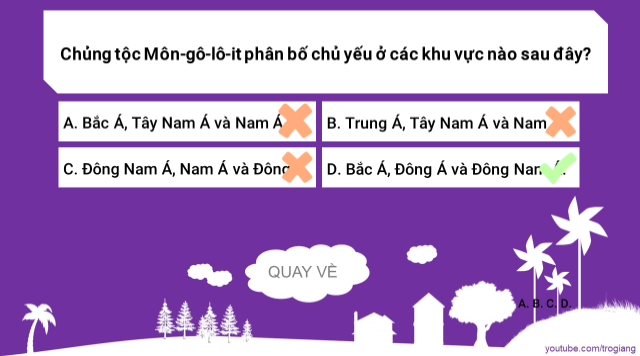 Chủng tộc Môn-gô-lô-it phân bố chủ yếu ở các khu vực nào sau đây?
A. Bắc Á, Tây Nam Á và Nam Á
B. Trung Á, Tây Nam Á và Nam
C. Đông Nam Á, Nam Á và Đông
D. Bắc Á, Đông Á và Đông Nam Á.
QUAY VỀ
A. B. C. D.
youtube.com/trogiang